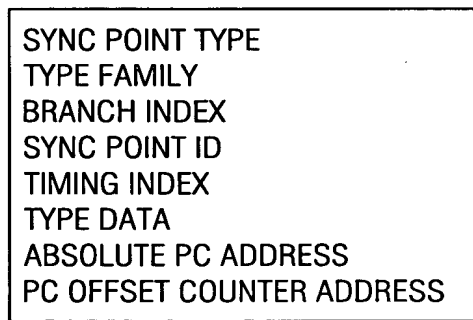 SYNC POINT TYPE
TYPE FAMILY
BRANCH INDEX
SYNC POINT ID
TIMING INDEX
TYPE DATA
ABSOLUTE PC ADDRESS
PC OFFSET COUNTER ADDRESS